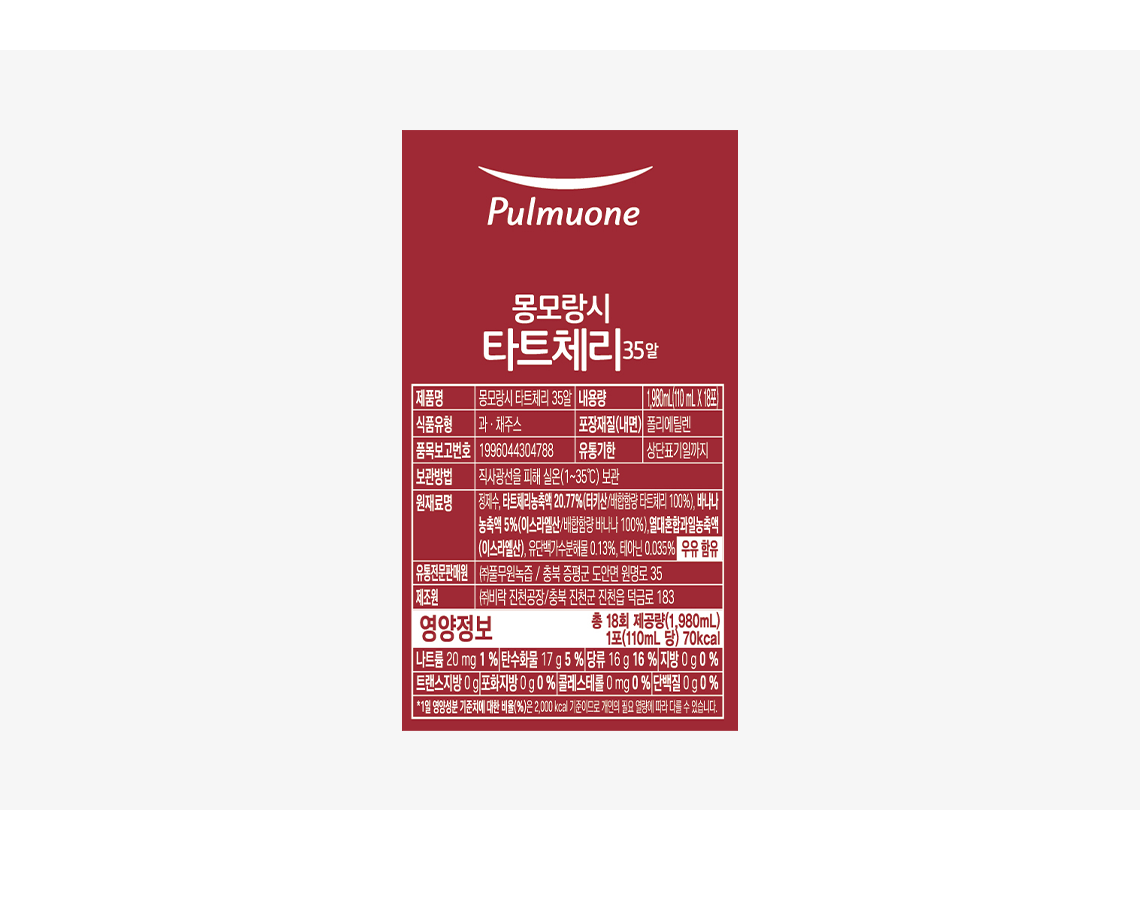 Pulmuone
몽모랑시
타트체리 35알
제품명 몽모랑시 타트체리 35알 내용량 1,980mL(110 mL X 18포)
식품유형 과·채주스 포장재질(내면) 폴리에틸렌
품목보고번호 1996044304788 유통기한 상단표기일까지
보관방법 직사광선을 피해 실온(1~35℃) 보관
원재료명 정제수, 타트체리농축액 20.77%(터키산/배합함량 타트체리 100%), 바나나
농축액 5%(이스라엘산/배합함량 바나나 100%), 열대혼합과일농축액
(이스라엘산), 유단백가수분해물 0.13%, 테아닌 0.035% 우유 함유
유통전문판매원 ㈜풀무원녹즙 / 충북 증평군 도안면 원명로 35
제조원 ㈜비락 진천공장/충북 진천군 진천읍 덕금로 183
영양정보 총 18회 제공량(1,980mL)
1포(110mL 당) 70kcal
나트륨 20 mg 1 % 탄수화물 17 g 5 % 당류 16 g 16 % 지방 0 g 0 %
트랜스지방 0 g 포화지방 0 g 0 % 콜레스테롤 0 mg 0 % 단백질 0 g 0 %
*1일 영양성분 기준치에 대한 비율(%)은 2,000 kcal 기준이므로 개인의 필요 열량에 따라 다를 수 있습니다.